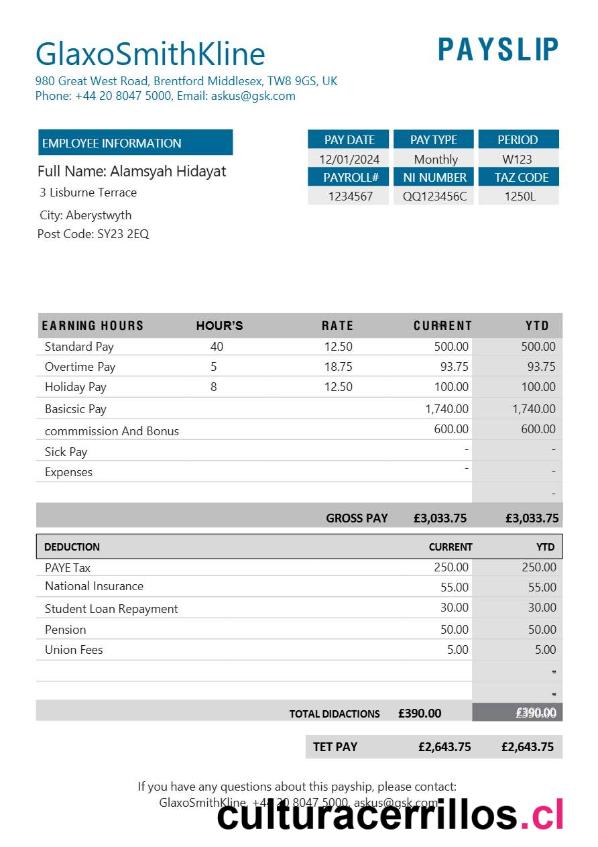 GlaxoSmithKline
PAYSLIP
980 Great West Road, Brentford Middlesex, TW8 9GS, UK
Phone: +44 20 8047 5000, Email: askus@gsk.com
EMPLOYEE INFORMATION
PAY DATE PAY TYPE PERIOD
12/01/2024 Monthly W123
Full Name: Alamsyah Hidayat
PAYROLL# NI NUMBER TAZ CODE
3 Lisburne Terrace
1234567 QQ123456C 1250L
City: Aberystwyth
Post Code: SY23 2EQ
EARNING HOURS HOUR'S RATE CURRENT YTD
Standard Pay 40 12.50 500.00 500.00
Overtime Pay 5 18.75 93.75 93.75
Holiday Pay 8 12.50 100.00 100.00
Basicsic Pay 1,740.00 1,740.00
commmission And Bonus 600.00 600.00
Sick Pay - -
Expenses - -
-
GROSS PAY £3,033.75 £3,033.75
DEDUCTION CURRENT YTD
PAYE Tax 250.00 250.00
National Insurance 55.00 55.00
Student Loan Repayment 30.00 30.00
Pension 50.00 50.00
Union Fees 5.00 5.00
-
-
TOTAL DIDACTIONS £390.00 £390.00
TET PAY £2,643.75 £2,643.75
If you have any questions about this payship, please contact:
GlaxoSmithKline, +44 20 8047 5000, askus@gsk.com
culturacerrillos.cl